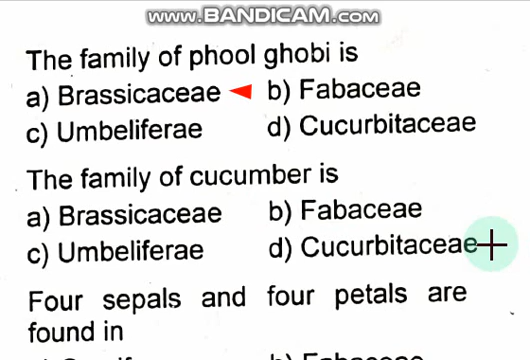 www.BANDICAM.com
The family of phool ghobi is
a) Brassicaceae b) Fabaceae
c) Umbeliferae d) Cucurbitaceae
The family of cucumber is
a) Brassicaceae b) Fabaceae
c) Umbeliferae d) Cucurbitaceae
Four sepals and four petals are
found in
b) Fabaceae